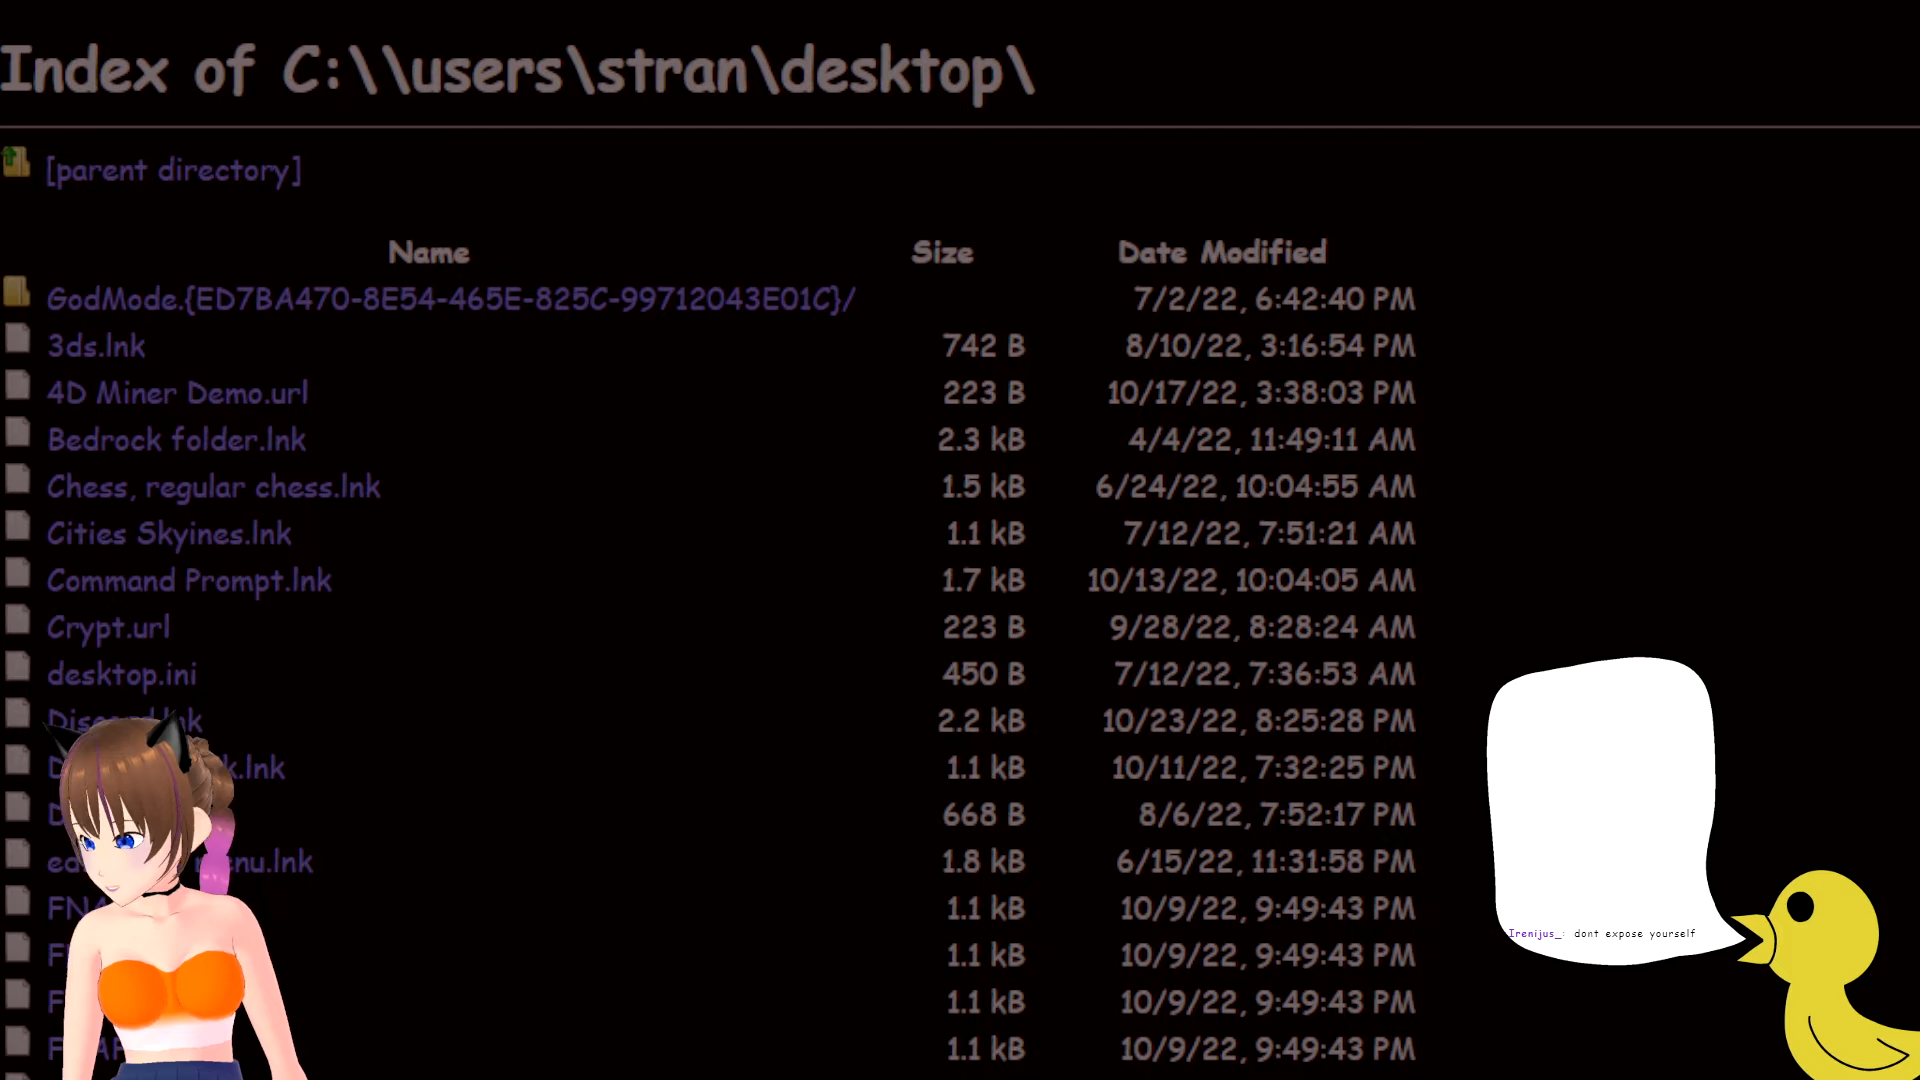 Index of C:\\users\stran\desktop\
[parent directory]
Name Size Date Modified
GodMode.{ED7BA470-8E54-465E-825C-99712043E01C}/ 7/2/22, 6:42:40 PM
3ds.lnk 742 B 8/10/22, 3:16:54 PM
4D Miner Demo.url 223 B 10/17/22, 3:38:03 PM
Bedrock folder.lnk 2.3 kB 4/4/22, 11:49:11 AM
Chess, regular chess.lnk 1.5 kB 6/24/22, 10:04:55 AM
Cities Skyines.lnk 1.1 kB 7/12/22, 7:51:21 AM
Command Prompt.lnk 1.7 kB 10/13/22, 10:04:05 AM
Crypt.url 223 B 9/28/22, 8:28:24 AM
desktop.ini 450 B 7/12/22, 7:36:53 AM
2.2 kB 10/23/22, 8:25:28 PM
k.lnk 1.1 kB 10/11/22, 7:32:25 PM
668 B 8/6/22, 7:52:17 PM
enu.lnk 1.8 kB 6/15/22, 11:31:58 PM
1.1 kB 10/9/22, 9:49:43 PM
1.1 kB 10/9/22, 9:49:43 PM
1.1 kB 10/9/22, 9:49:43 PM
1.1 kB 10/9/22, 9:49:43 PM
Irenijus_: dont expose yourself